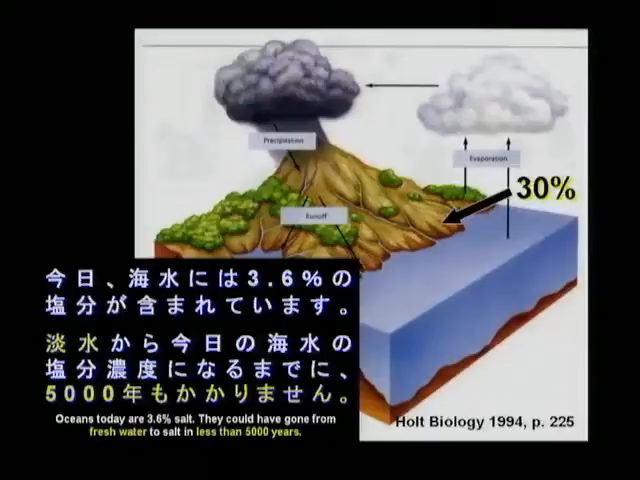 Precipitation
Evaporation
30%
Runoff
今日、海水には3.6%の
塩分が含まれています。
淡水から今日の海水の
塩分濃度になるまでに、
5000年もかかりません。
Oceans today are 3.6% salt. They could have gone from
fresh water to salt in less than 5000 years.
Holt Biology 1994, p. 225